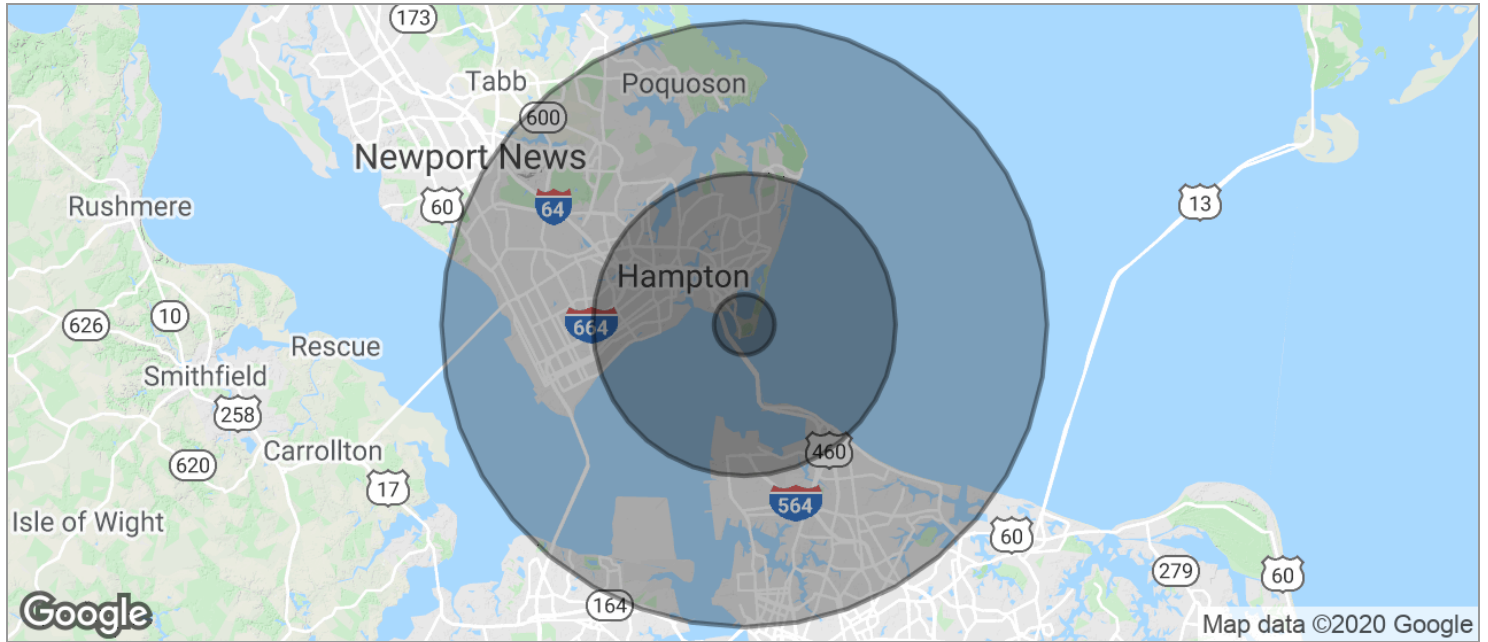 173
Tabb
Poquoson
600
Newport News
60
64
Rushmere
13
Hampton
10
626
664
Rescue
Smithfield
258
Carrollton
460
620
17
564
Isle of Wight
60
279
60
164
Google
Map data ©2020 Google